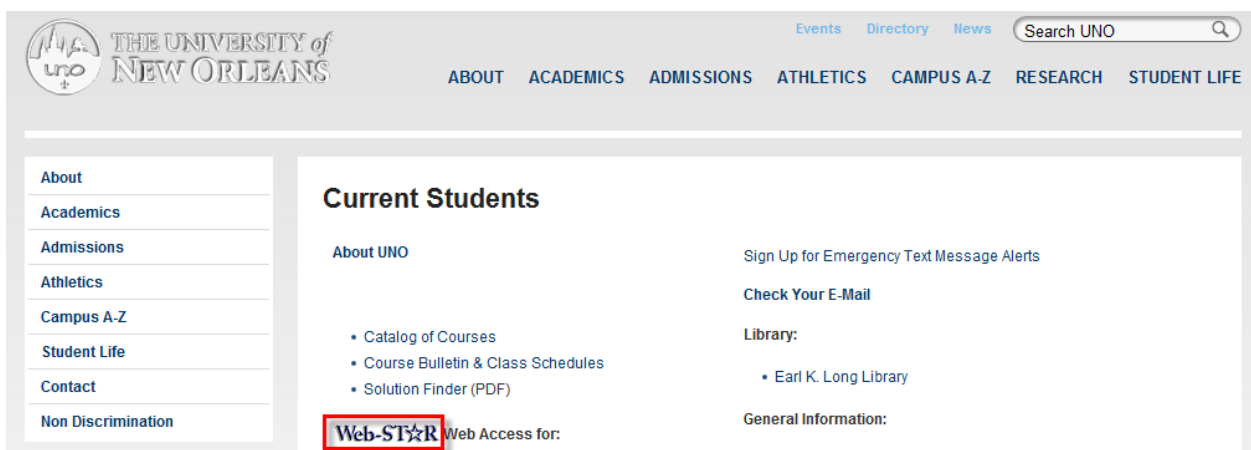 Events Directory News Search UNO
THE UNIVERSITY of
NEW ORLEANS
uno
ABOUT ACADEMICS ADMISSIONS ATHLETICS CAMPUS A-Z RESEARCH STUDENT LIFE
About
Academics
Admissions
Athletics
Campus A-Z
Student Life
Contact
Non Discrimination
Current Students
About UNO
• Catalog of Courses
• Course Bulletin & Class Schedules
• Solution Finder (PDF)
Web-ST☆R Web Access for:
Sign Up for Emergency Text Message Alerts
Check Your E-Mail
Library:
• Earl K. Long Library
General Information: